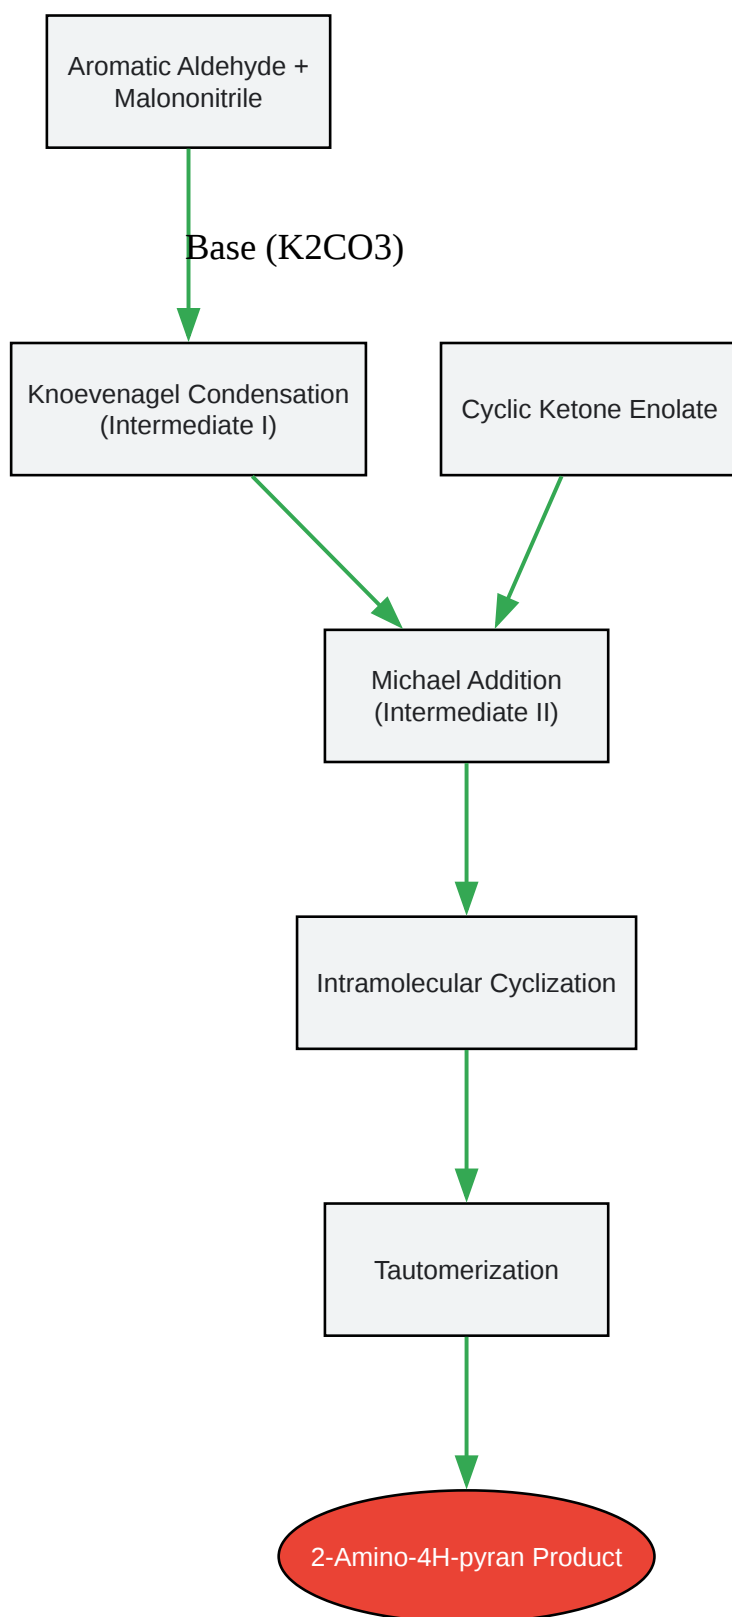 Aromatic Aldehyde +
Malononitrile
Base (K2CO3)
Knoevenagel Condensation
(Intermediate I)
Cyclic Ketone Enolate
Michael Addition
(Intermediate II)
Intramolecular Cyclization
Tautomerization
2-Amino-4H-pyran Product